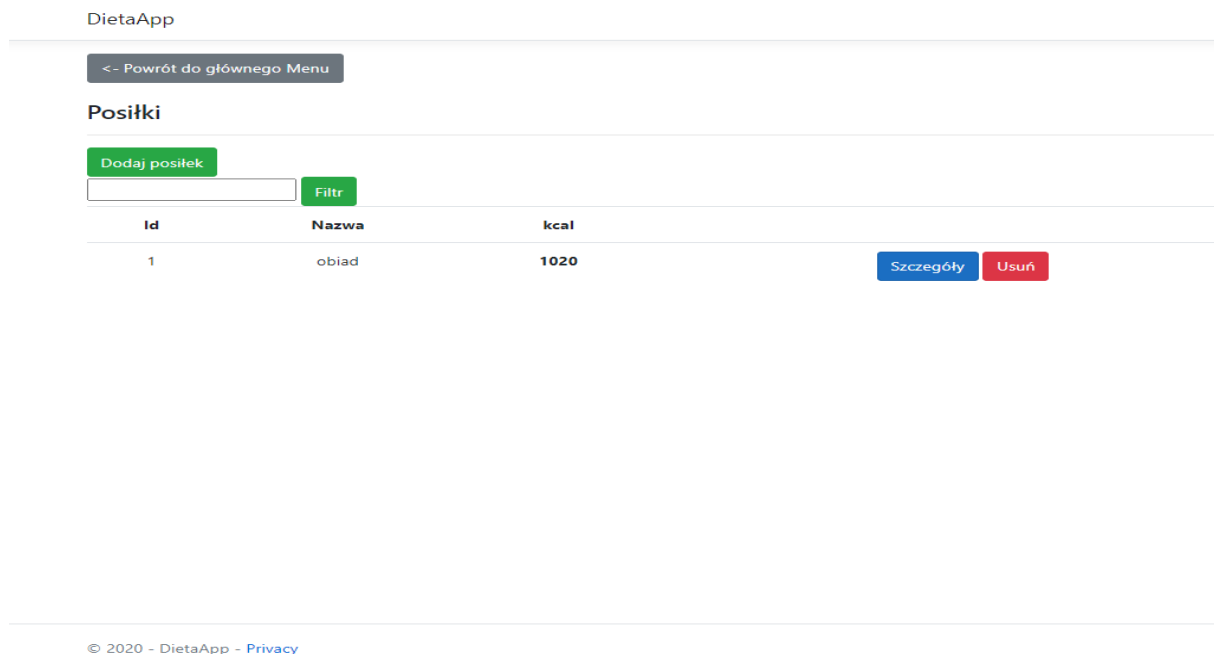 DietaApp
<- Powrót do głównego Menu
Posiłki
Dodaj posiłek
Filtr
Id Nazwa kcal
1 obiad 1020 Szczegóły Usuń
© 2020 - DietaApp - Privacy